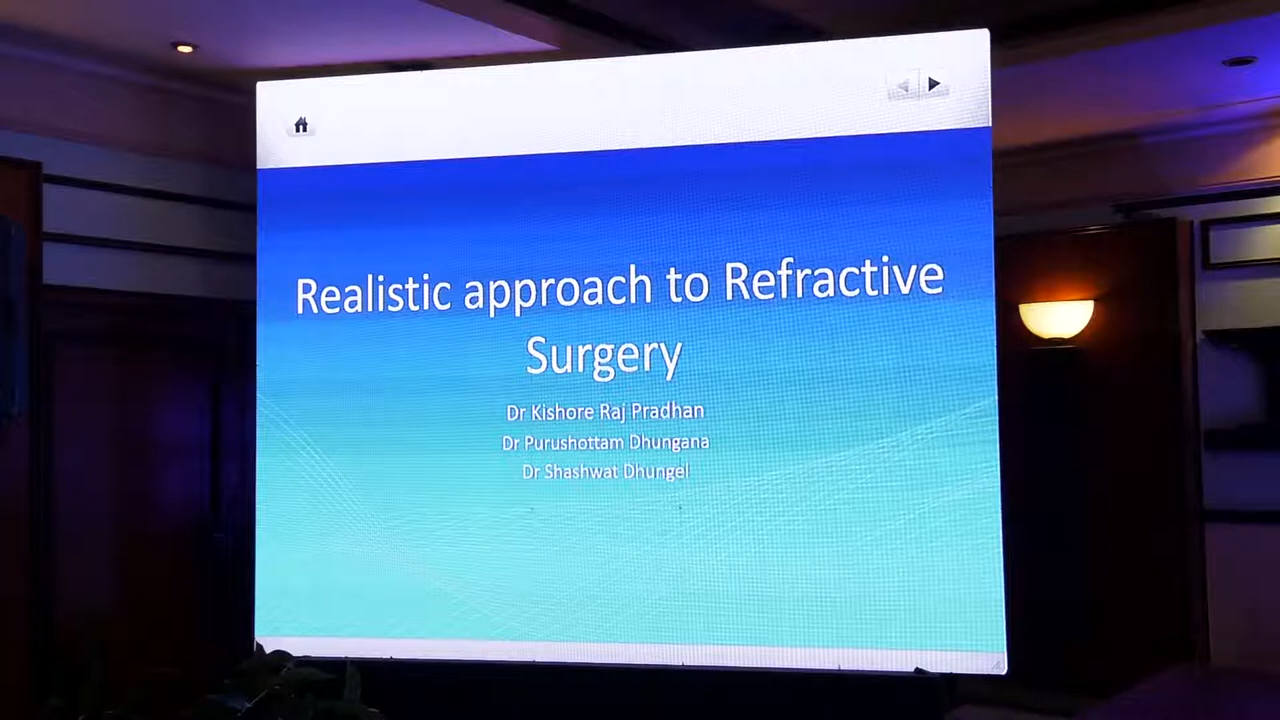 Realistic approach to Refractive
Surgery
Dr Kishore Raj Pradhan
Dr Purushottam Dhungana
Dr Shashwat Dhungel